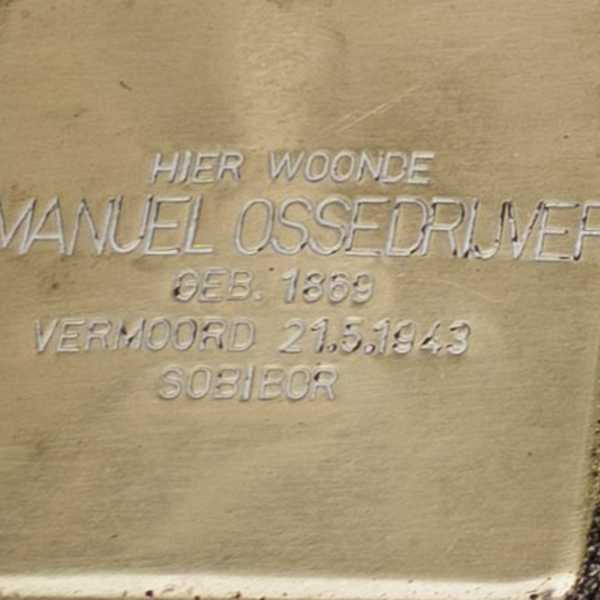 HIER WOONDE
MANUEL OSSEDRIJVER
GEB. 1869
VERMOORD 21.5.1943
SOBIBOR